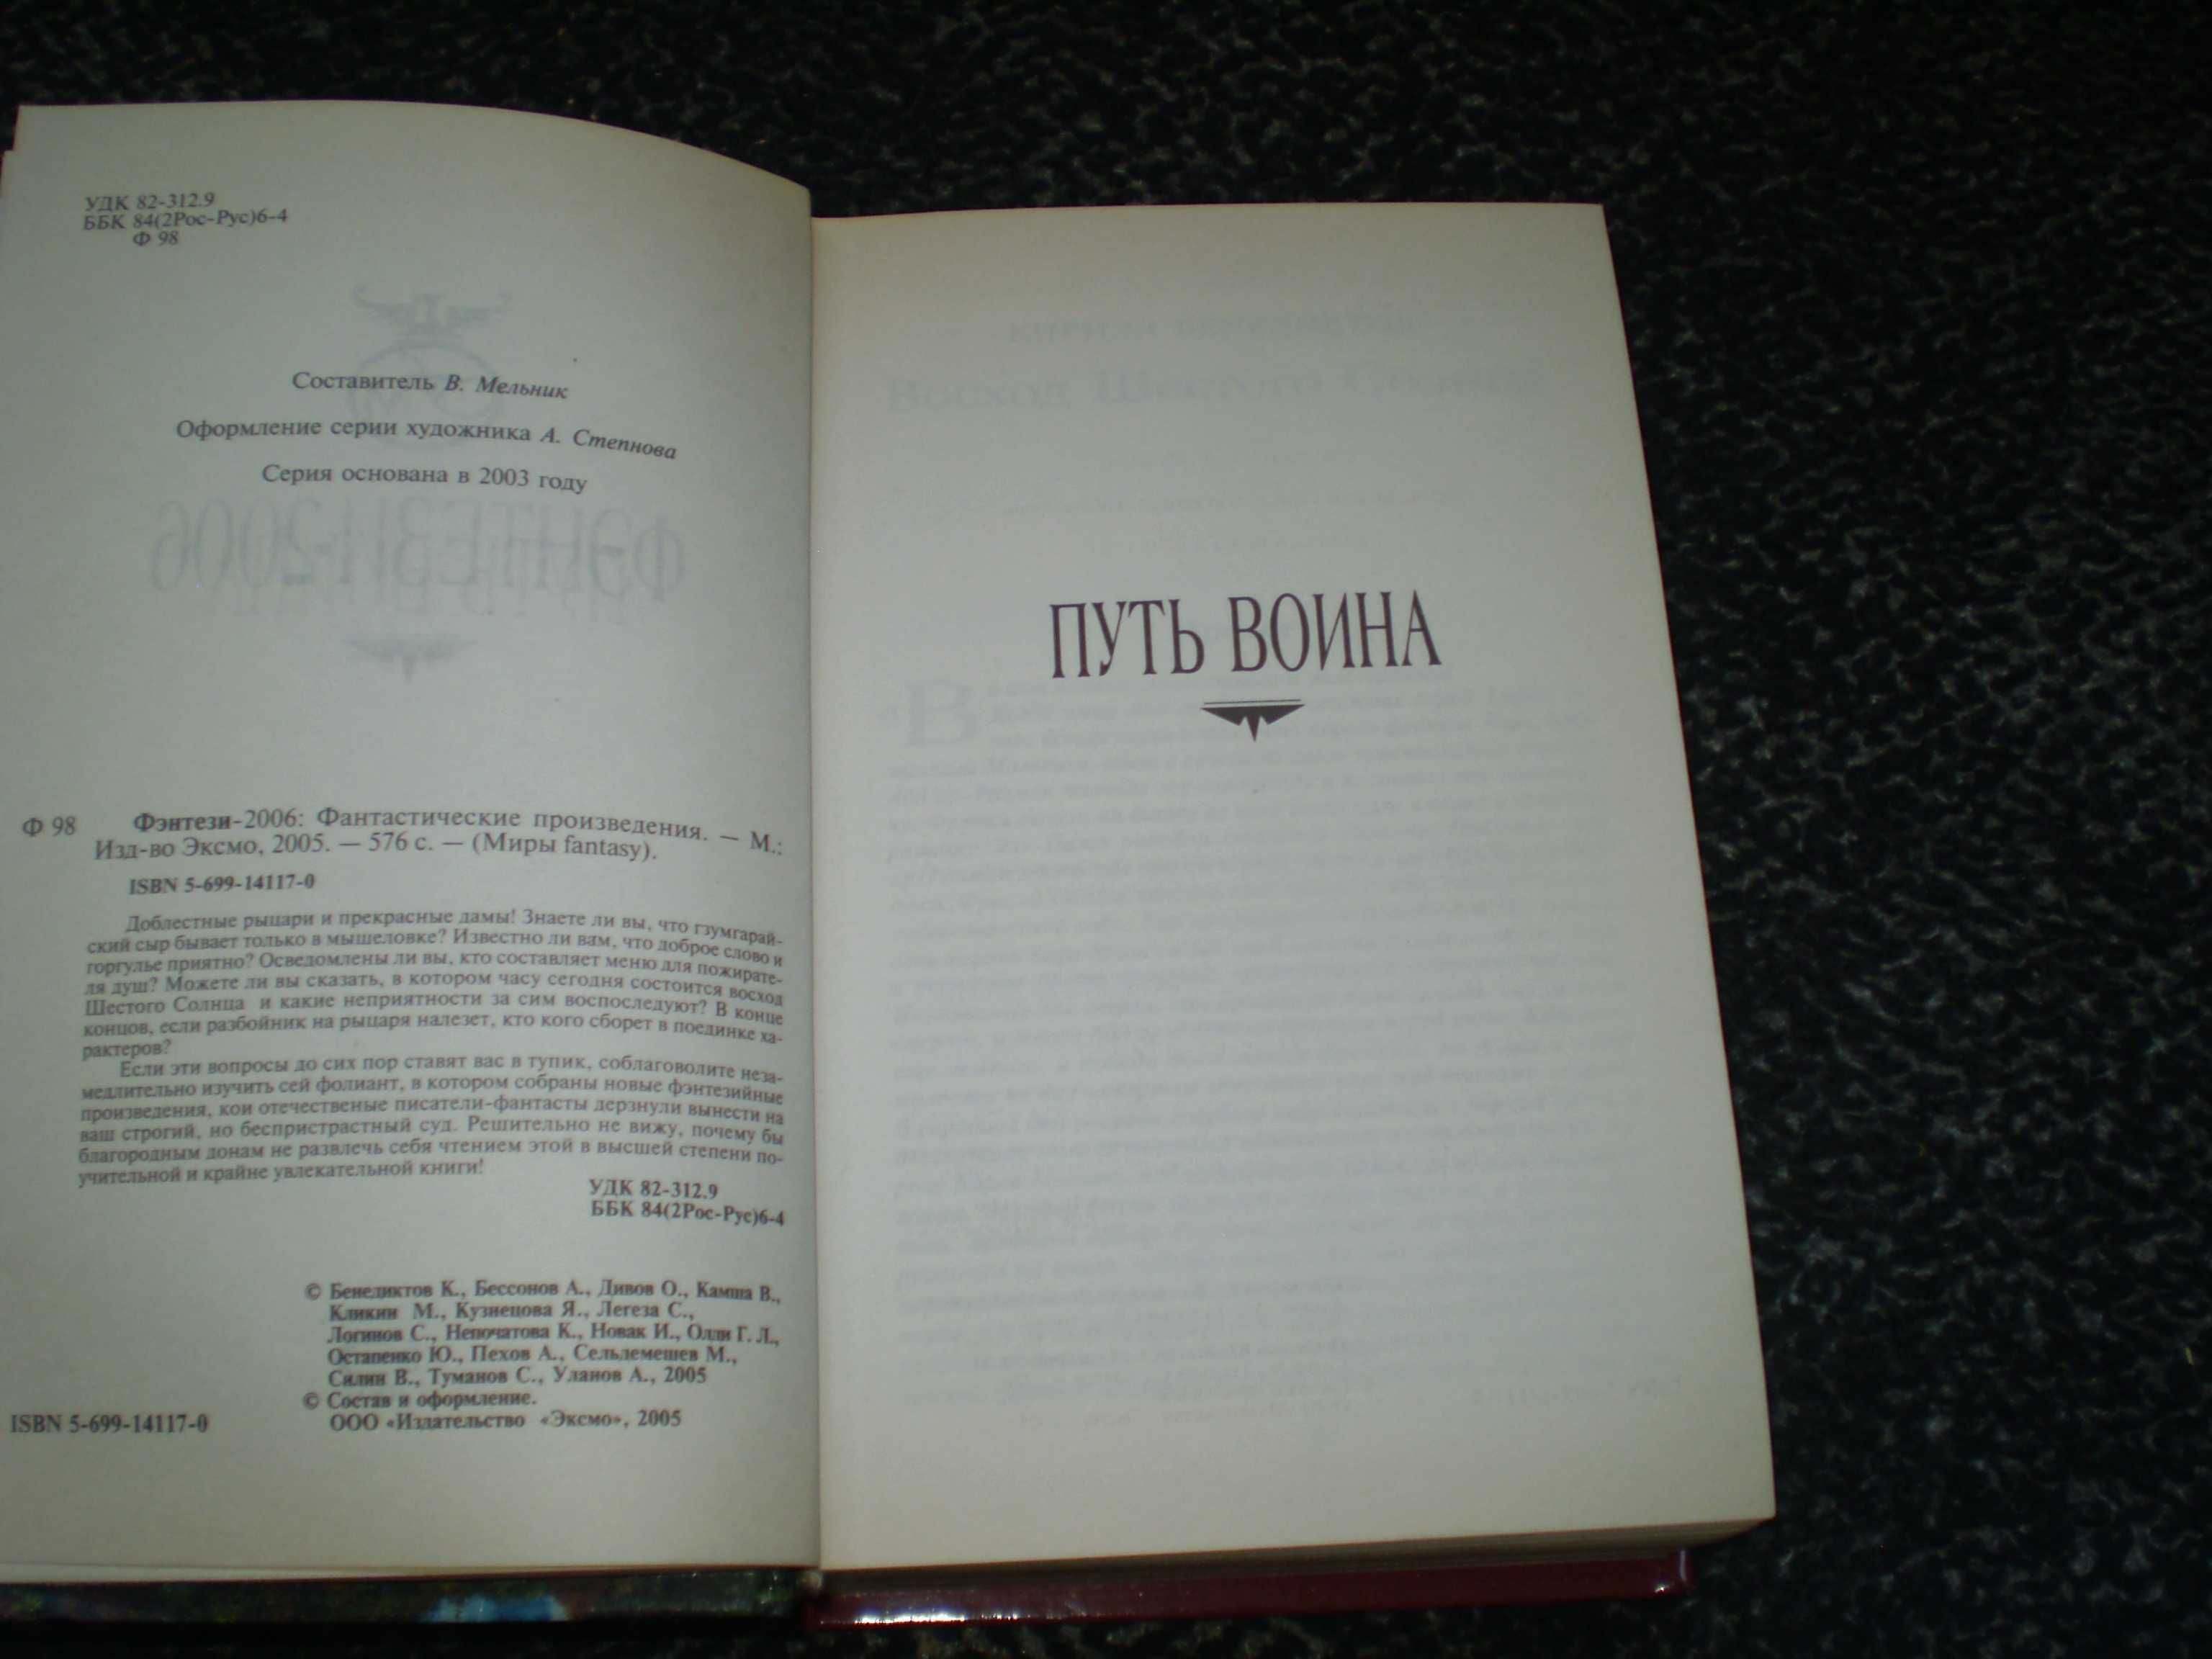 УДК 82-312.9
ББК 84(2Рос-Рус)6-4
Ф 98
Составитель В. Мельник
Оформление серии художника А. Степнова
Серия основана в 2003 году
ФЭНТЕЗИ-2006
Ф 98 Фэнтези-2006: Фантастические произведения. — М.:
Изд-во Эксмо, 2005. — 576 с. — (Миры fantasy).
ISBN 5-699-14117-0
Доблестные рыцари и прекрасные дамы! Знаете ли вы, что гзумгарай-
ский сыр бывает только в мышеловке? Известно ли вам, что доброе слово и
горгулье приятно? Осведомлены ли вы, кто составляет меню для пожирате-
ля душ? Можете ли вы сказать, в котором часу сегодня состоится восход
Шестого Солнца и какие неприятности за сим воспоследуют? В конце
концов, если разбойник на рыцаря налезет, кто кого сборет в поединке ха-
рактеров?
Если эти вопросы до сих пор ставят вас в тупик, соблаговолите неза-
медлительно изучить сей фолиант, в котором собраны новые фэнтезийные
произведения, кои отечественые писатели-фантасты дерзнули вынести на
ваш строгий, но беспристрастный суд. Решительно не вижу, почему бы
благородным донам не развлечь себя чтением этой в высшей степени по-
учительной и крайне увлекательной книги!
УДК 82-312.9
ББК 84(2Рос-Рус)6-4
© Бенедиктов К., Бессонов А., Дивов О., Камша В.,
Кликин М., Кузнецова Я., Легеза С.,
Логинов С., Непочатова К., Новак И., Олди Г. Л.,
Остапенко Ю., Пехов А., Сельдемешев М.,
Силин В., Туманов С., Уланов А., 2005
© Состав и оформление.
ООО «Издательство «Эксмо», 2005
ISBN 5-699-14117-0
ПУТЬ ВОИНА